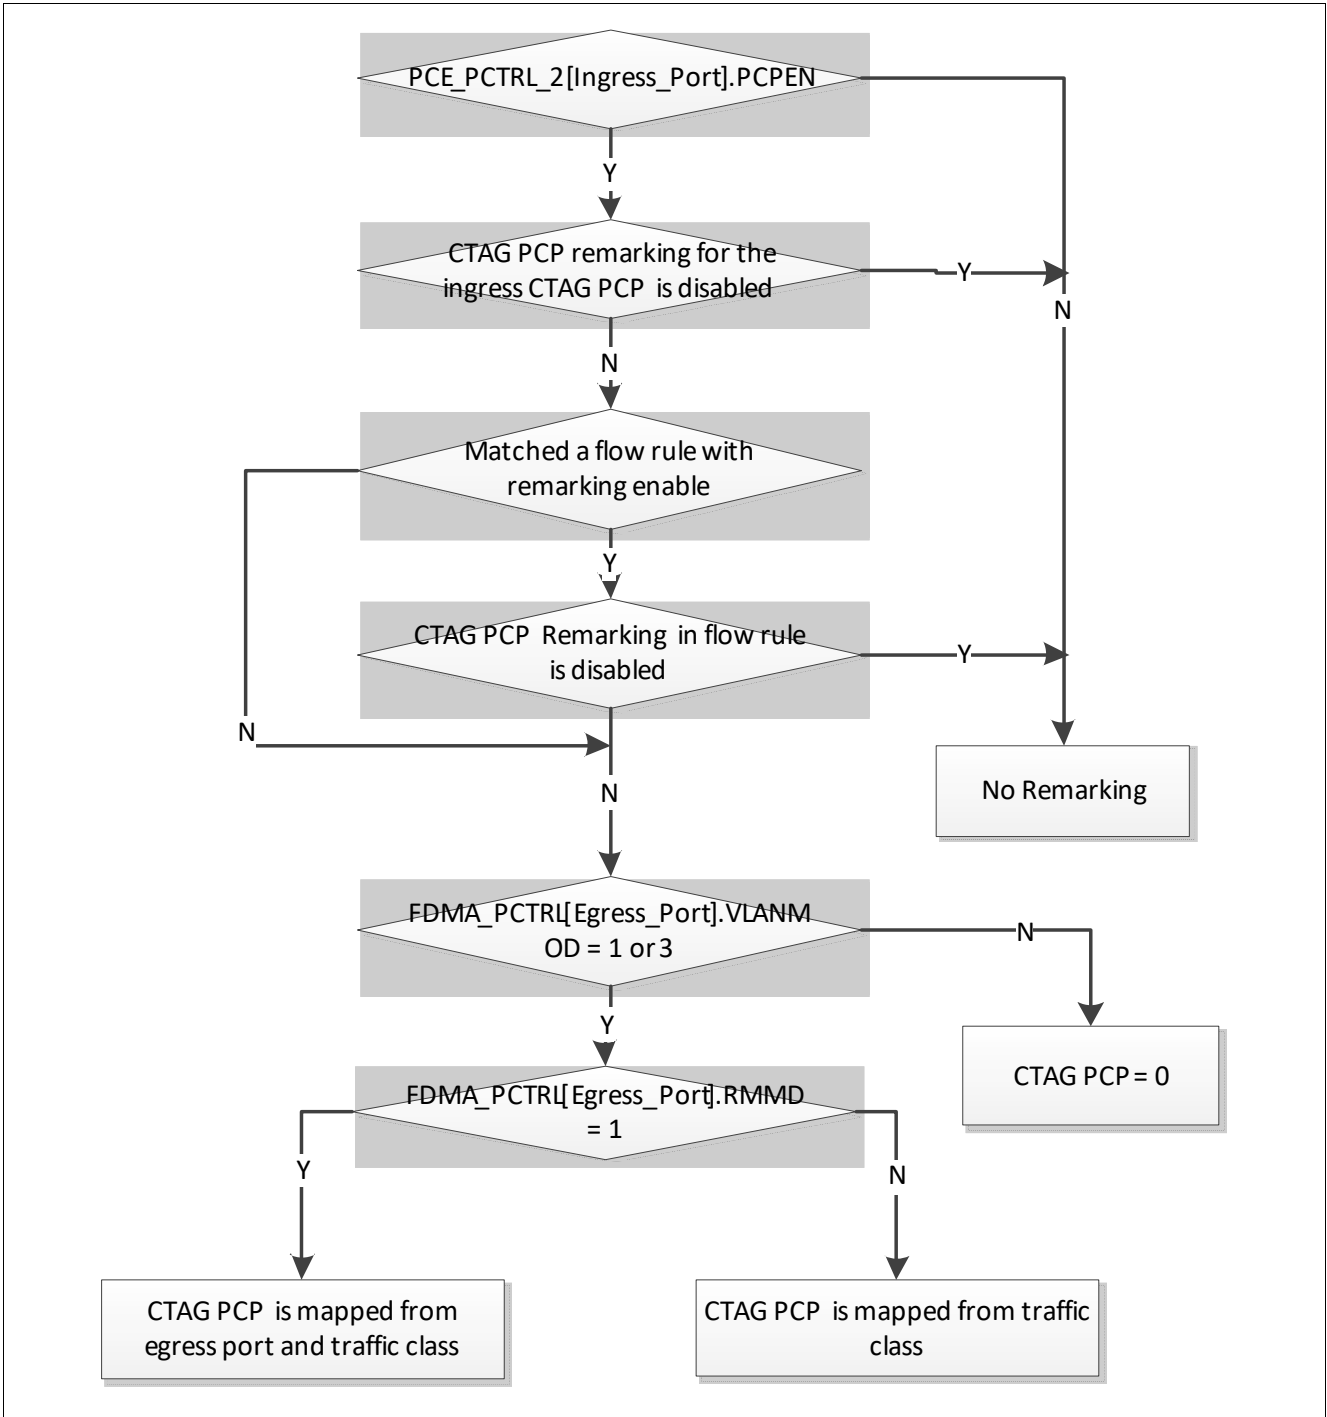 PCE_PCTRL_2[Ingress_Port].PCPEN
Y
CTAG PCP remarking for the
ingress CTAG PCP is disabled
Y
N
N
Matched a flow rule with
remarking enable
Y
CTAG PCP Remarking in flow rule
is disabled
Y
N
No Remarking
N
FDMA_PCTRL[Egress_Port].VLANM
OD = 1 or 3
N
Y
CTAG PCP = 0
FDMA_PCTRL[Egress_Port].RMMD
= 1
Y
N
CTAG PCP is mapped from
egress port and traffic class
CTAG PCP is mapped from traffic
class